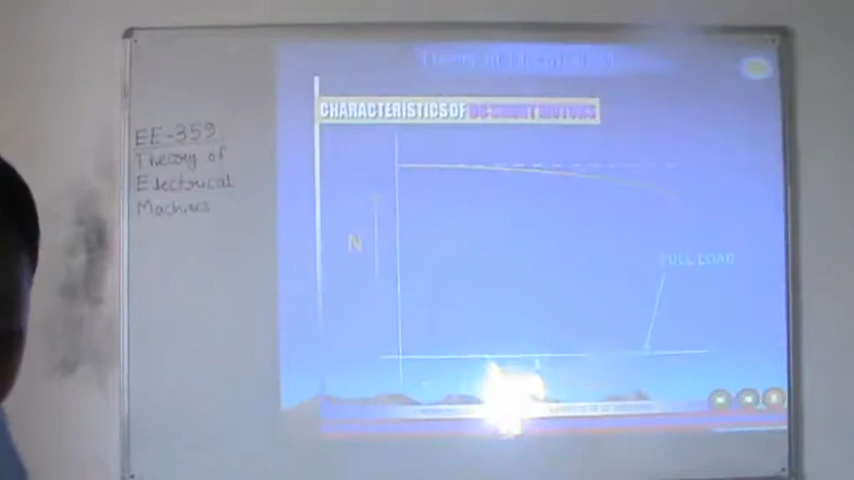 EE-359
Theory of
Electrical
Machines
CHARACTERISTICS OF DC SHUNT MOTORS
N
FULL LOAD